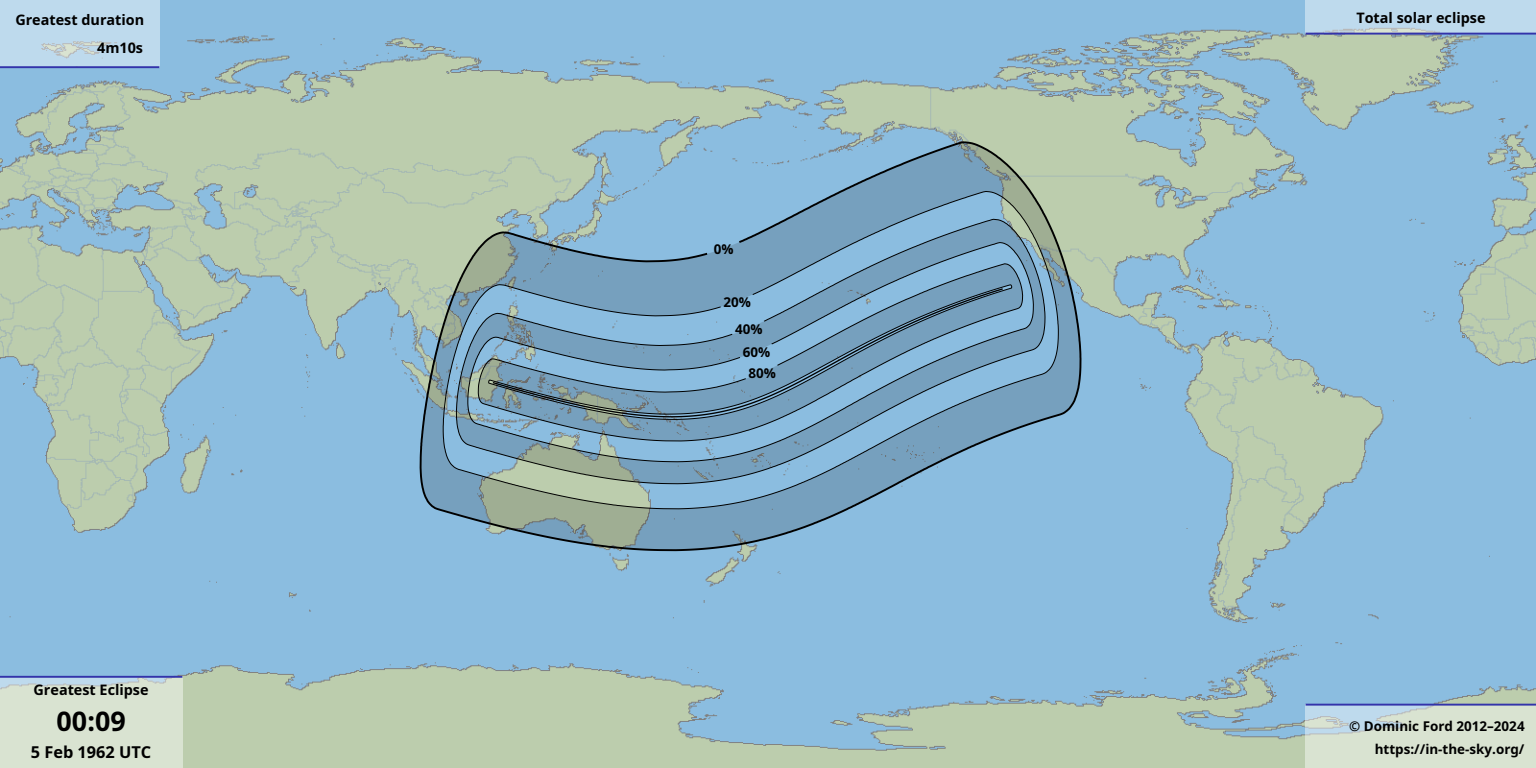 Greatest duration
4m10s
Total solar eclipse
0%
20%
40%
60%
80%
Greatest Eclipse
00:09
5 Feb 1962 UTC
© Dominic Ford 2012–2024
https://in-the-sky.org/